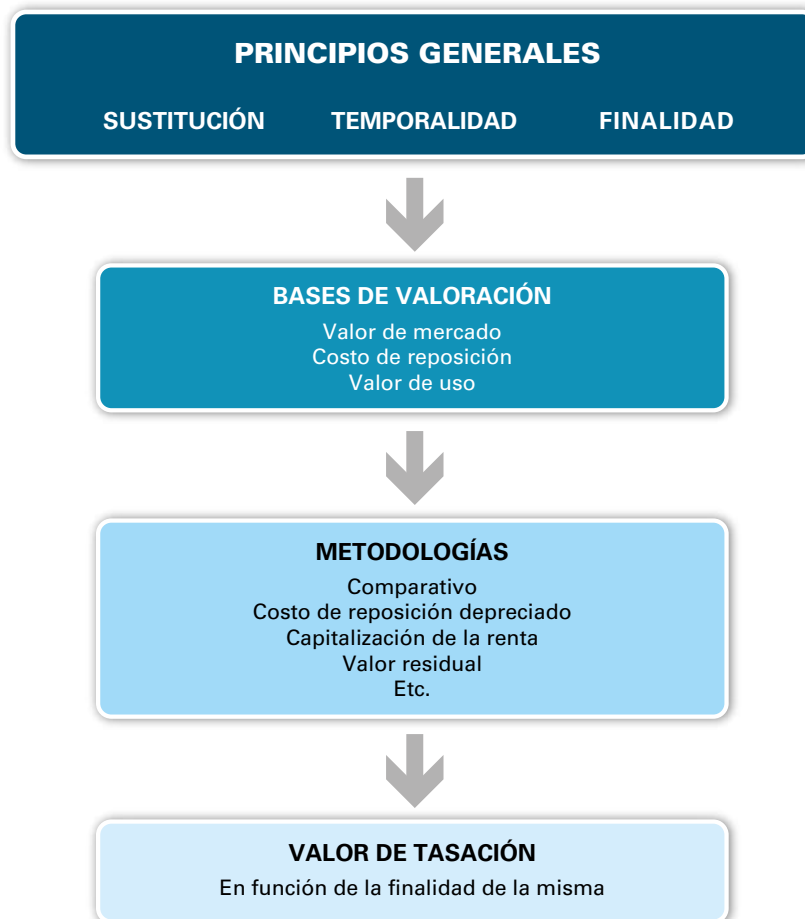 PRINCIPIOS GENERALES
SUSTITUCIÓN TEMPORALIDAD FINALIDAD
BASES DE VALORACIÓN
Valor de mercado
Costo de reposición
Valor de uso
METODOLOGÍAS
Comparativo
Costo de reposición depreciado
Capitalización de la renta
Valor residual
Etc.
VALOR DE TASACIÓN
En función de la finalidad de la misma